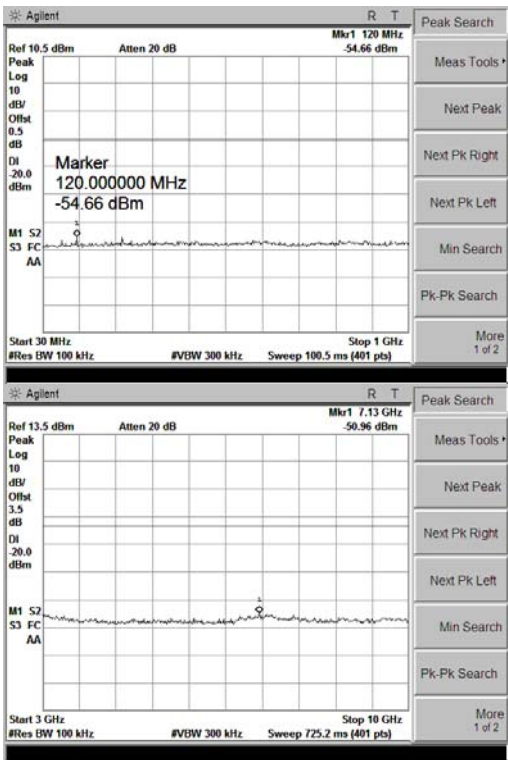 Agilent R T Peak Search
Mkr1 120 MHz
Ref 10.5 dBm Atten 20 dB -54.66 dBm
Peak
Log
10
dB/
Offst
0.5
dB
DI
-20.0
dBm
Marker
120.000000 MHz
-54.66 dBm
1
M1 S2
S3 FC
AA
Start 30 MHz Stop 1 GHz
#Res BW 100 kHz #VBW 300 kHz Sweep 100.5 ms (401 pts)
Meas Tools
Next Peak
Next Pk Right
Next Pk Left
Min Search
Pk-Pk Search
More
1 of 2
Agilent R T Peak Search
Mkr1 7.13 GHz
Ref 13.5 dBm Atten 20 dB -50.96 dBm
Peak
Log
10
dB/
Offst
3.5
dB
DI
-20.0
dBm
1
M1 S2
S3 FC
AA
Start 3 GHz Stop 10 GHz
#Res BW 100 kHz #VBW 300 kHz Sweep 725.2 ms (401 pts)
Meas Tools
Next Peak
Next Pk Right
Next Pk Left
Min Search
Pk-Pk Search
More
1 of 2